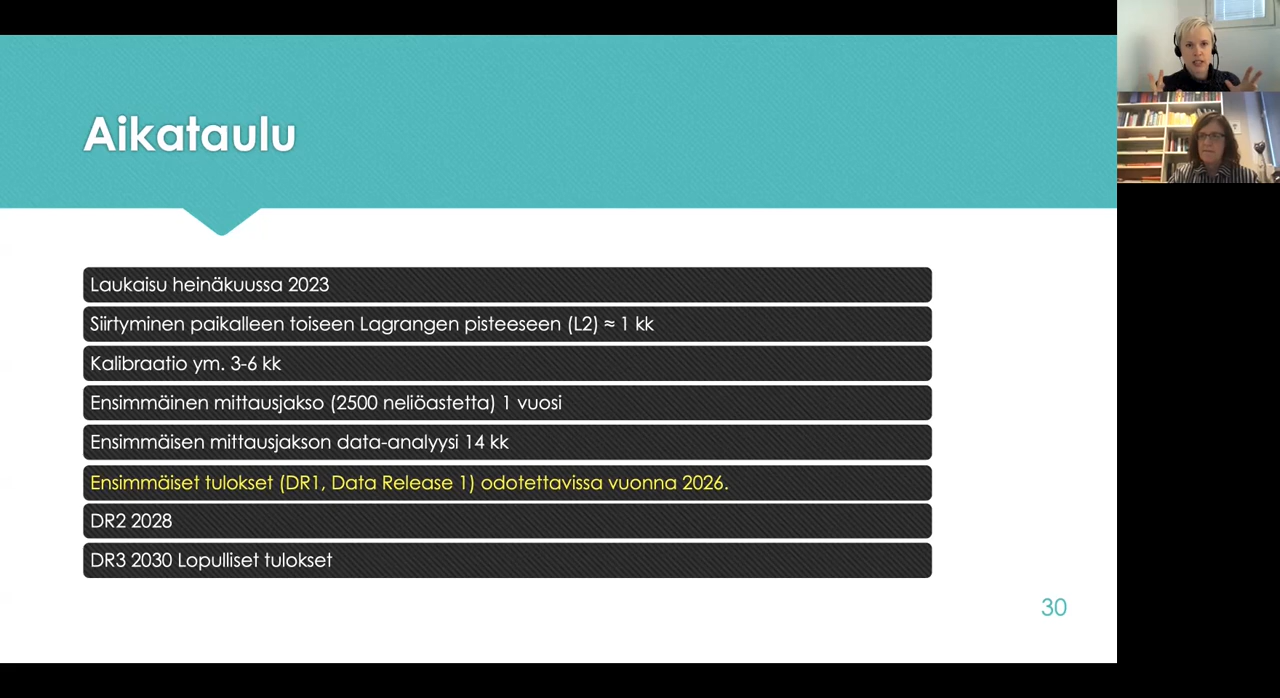 Aikataulu
Laukaisu heinäkuussa 2023
Siirtyminen paikalleen toiseen Lagrangen pisteeseen (L2) ≈ 1 kk
Kalibraatio ym. 3-6 kk
Ensimmäinen mittausjakso (2500 neliöastetta) 1 vuosi
Ensimmäisen mittausjakson data-analyysi 14 kk
Ensimmäiset tulokset (DR1, Data Release 1) odotettavissa vuonna 2026.
DR2 2028
DR3 2030 Lopulliset tulokset
30